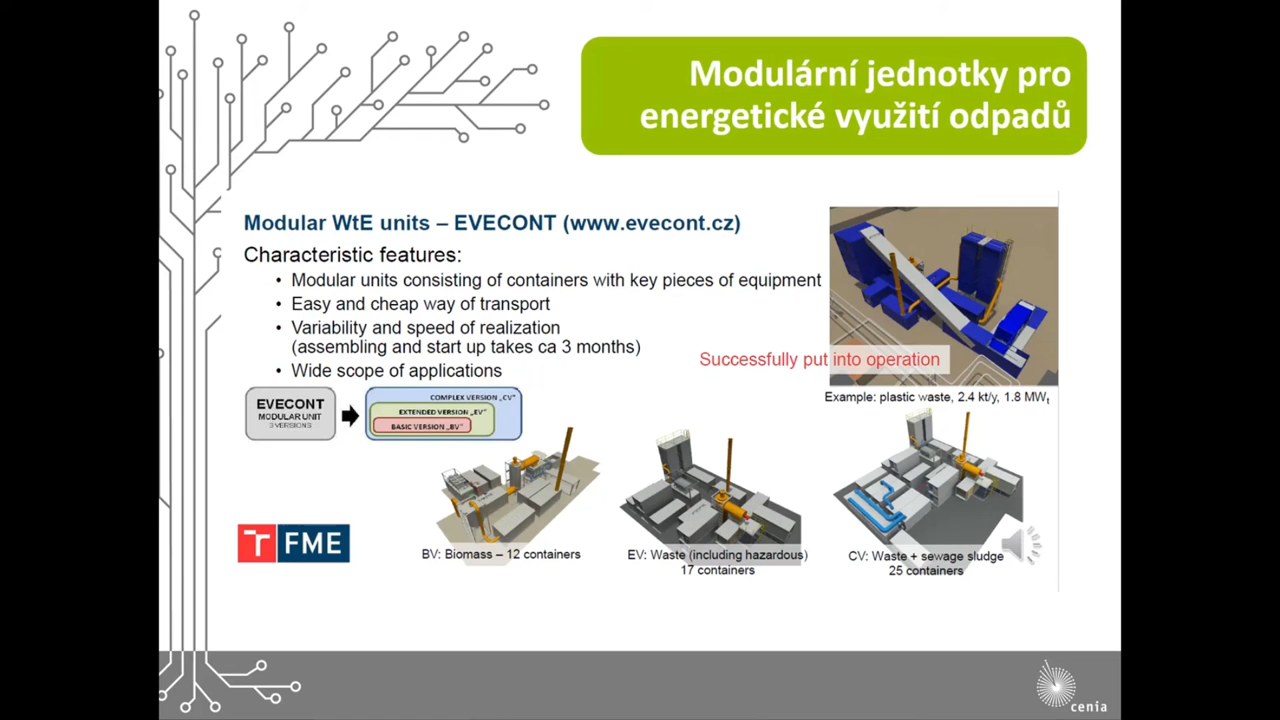 Modulární jednotky pro
energetické využití odpadů
Modular WtE units – EVECONT (www.evecont.cz)
Characteristic features:
• Modular units consisting of containers with key pieces of equipment
• Easy and cheap way of transport
• Variability and speed of realization
(assembling and start up takes ca 3 months)
• Wide scope of applications
Successfully put into operation
Example: plastic waste, 2.4 kt/y, 1.8 MWt
EVECONT
MODULAR UNIT
3 VERSIONS
COMPLEX VERSION „CV“
EXTENDED VERSION „EV“
BASIC VERSION „BV“
T FME
BV: Biomass – 12 containers
EV: Waste (including hazardous)
17 containers
CV: Waste + sewage sludge
25 containers
cenia